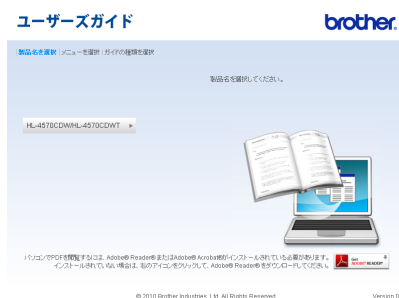 ユーザーズガイド
brother
製品名を選択 | メニューを選択 | ガイドの種類を選択
製品名を選択してください。
HL-4570CDW/HL-4570CDWT
パソコンでPDFを閲覧するには、Adobe® ReaderまたはAdobe® Acrobat®がインストールされている必要があります。
インストールされていない場合は、右のアイコンをクリックして、Adobe® Reader®をダウンロードしてください。
Get
ADOBE® READER®
© 2010 Brother Industries, Ltd. All Rights Reserved.
Version 0